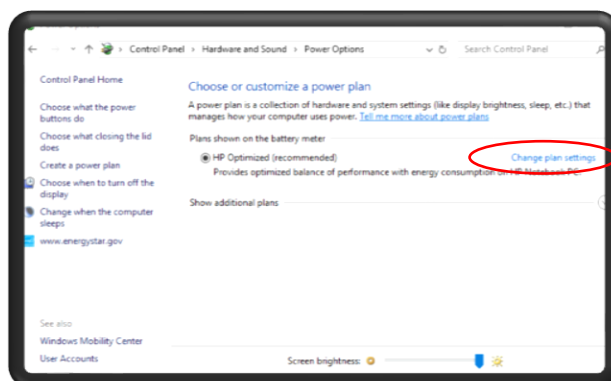 Control Panel › Hardware and Sound › Power Options
Search Control Panel
Control Panel Home
Choose what the power
buttons do
Choose what closing the lid
does
Create a power plan
Choose when to turn off the
display
Change when the computer
sleeps
www.energystar.gov
See also
Windows Mobility Center
User Accounts
Choose or customize a power plan
A power plan is a collection of hardware and system settings (like display brightness, sleep, etc.) that
manages how your computer uses power. Tell me more about power plans
Plans shown on the battery meter
HP Optimized (recommended)
Change plan settings
Provides optimized balance of performance with energy consumption on HP Notebook PC.
Show additional plans
Screen brightness: